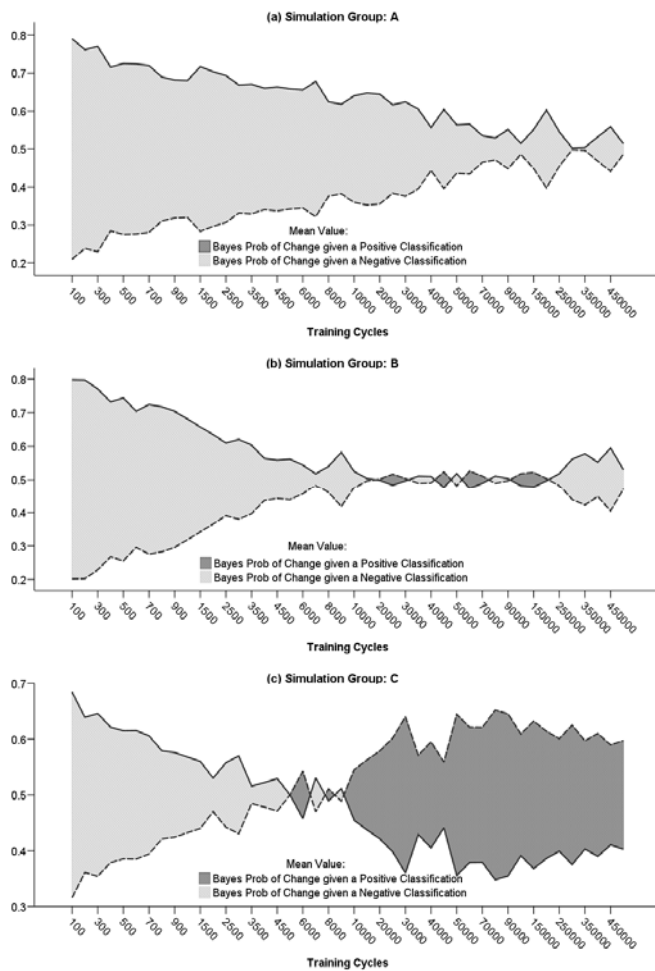 (a) Simulation Group: A
0.8
0.7
0.6
0.5
0.4
0.3
0.2
Mean Value:
Bayes Prob of Change given a Positive Classification
Bayes Prob of Change given a Negative Classification
100 300 500 700 900 1500 2500 3500 4500 6000 8000 10000 20000 30000 40000 50000 70000 90000 150000 250000 350000 450000
Training Cycles
(b) Simulation Group: B
0.8
0.7
0.6
0.5
0.4
0.3
0.2
Mean Value:
Bayes Prob of Change given a Positive Classification
Bayes Prob of Change given a Negative Classification
100 300 500 700 900 1500 2500 3500 4500 6000 8000 10000 20000 30000 40000 50000 70000 90000 150000 250000 350000 450000
Training Cycles
(c) Simulation Group: C
0.7
0.6
0.5
0.4
0.3
Mean Value:
Bayes Prob of Change given a Positive Classification
Bayes Prob of Change given a Negative Classification
100 300 500 700 900 1500 2500 3500 4500 6000 8000 10000 20000 30000 40000 50000 70000 90000 150000 250000 350000 450000
Training Cycles